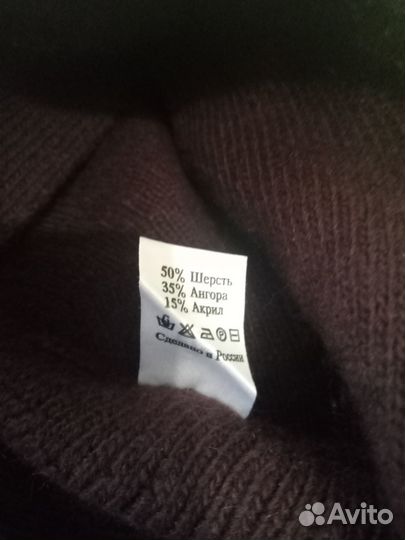 50% Шерсть
35% Ангора
15% Акрил
Сделано в России
Avito